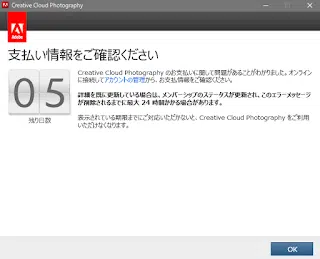 Creative Cloud Photography
Adobe
支払い情報をご確認ください
05
残り日数
Creative Cloud Photography のお支払いに関して問題があることがわかりました。オンライン
に接続してアカウントの管理から、お支払情報をご確認ください。
詳細を既に更新している場合は、メンバーシップのステータスが更新され、このエラーメッセージ
が削除されるまでに最大 24 時間かかる場合があります。
表示されている期限までにご対応いただかないと、Creative Cloud Photography をご利用
いただけなくなります。
OK